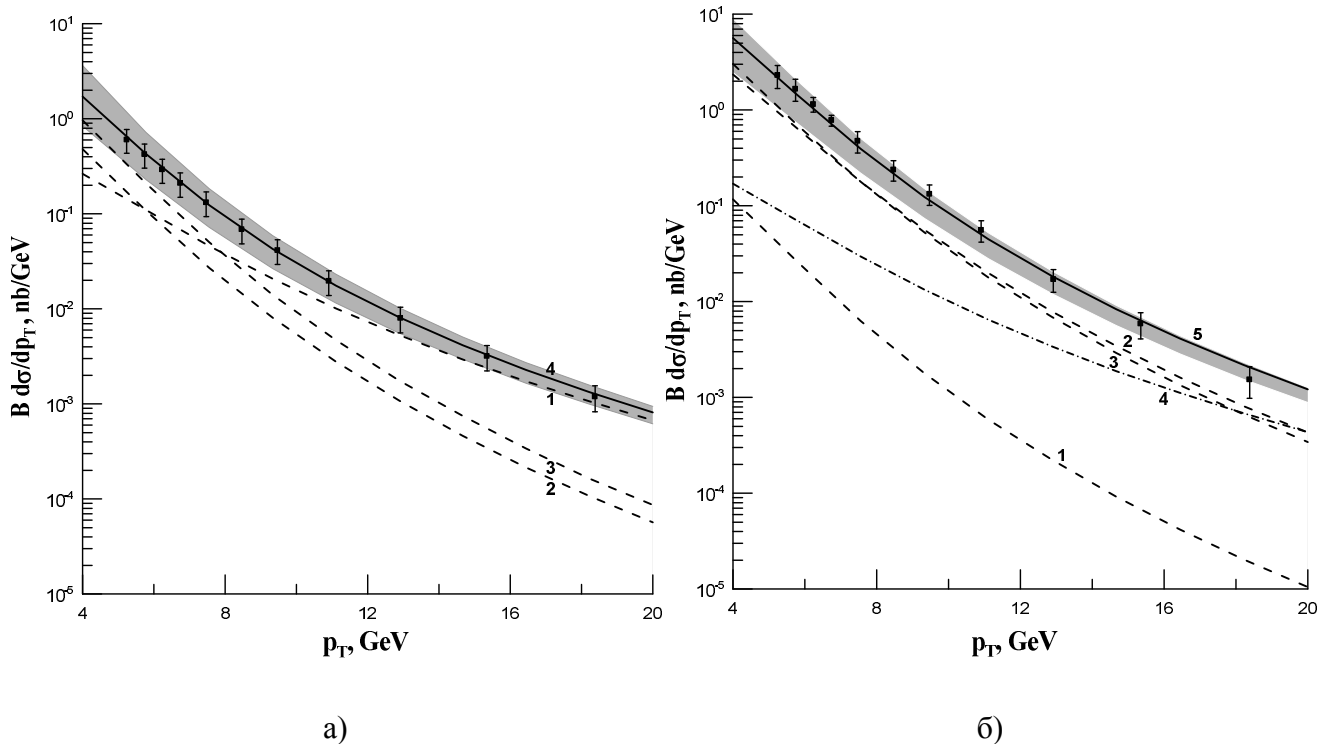 10¹
10⁰
10⁻¹
10⁻²
10⁻³
10⁻⁴
10⁻⁵
B dσ/dp_T, nb/GeV
4
1
3
2
4 8 12 16 20
p_T, GeV
а)
10¹
10⁰
10⁻¹
10⁻²
10⁻³
10⁻⁴
10⁻⁵
B dσ/dp_T, nb/GeV
5
2
3
4
1
4 8 12 16 20
p_T, GeV
б)